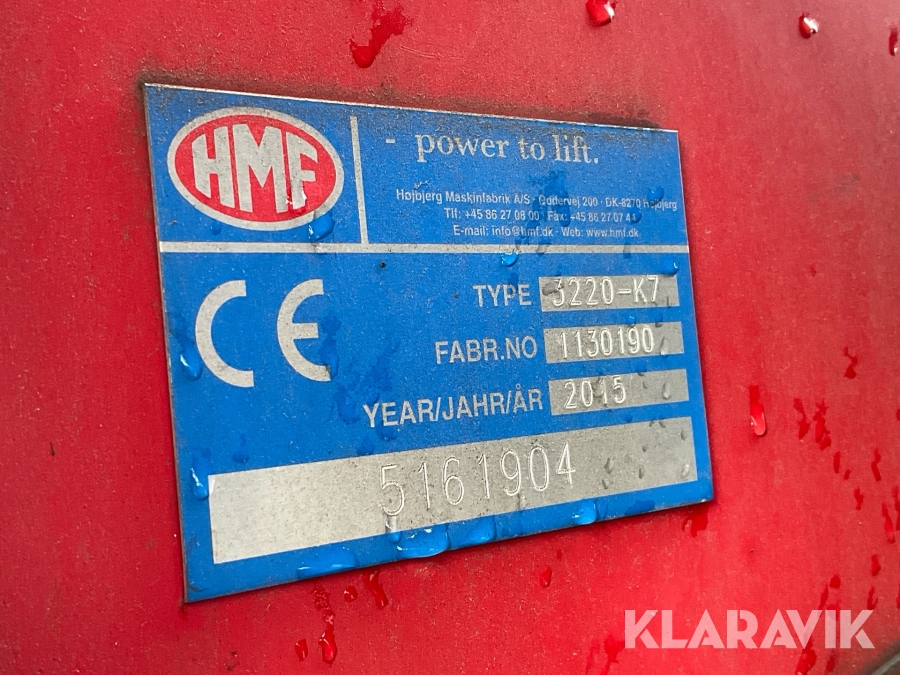 HMF
- power to lift.
Højbjerg Maskinfabrik A/S · Oddervej 200 · DK-8270 Højbjerg
Tlf: +45 86 27 08 00 · Fax: +45 86 27 07 44
E-mail: info@hmf.dk · Web: www.hmf.dk
CE
TYPE 3220-K7
FABR.NO 1130190
YEAR/JAHR/ÅR 2015
5161904
KLARAVIK